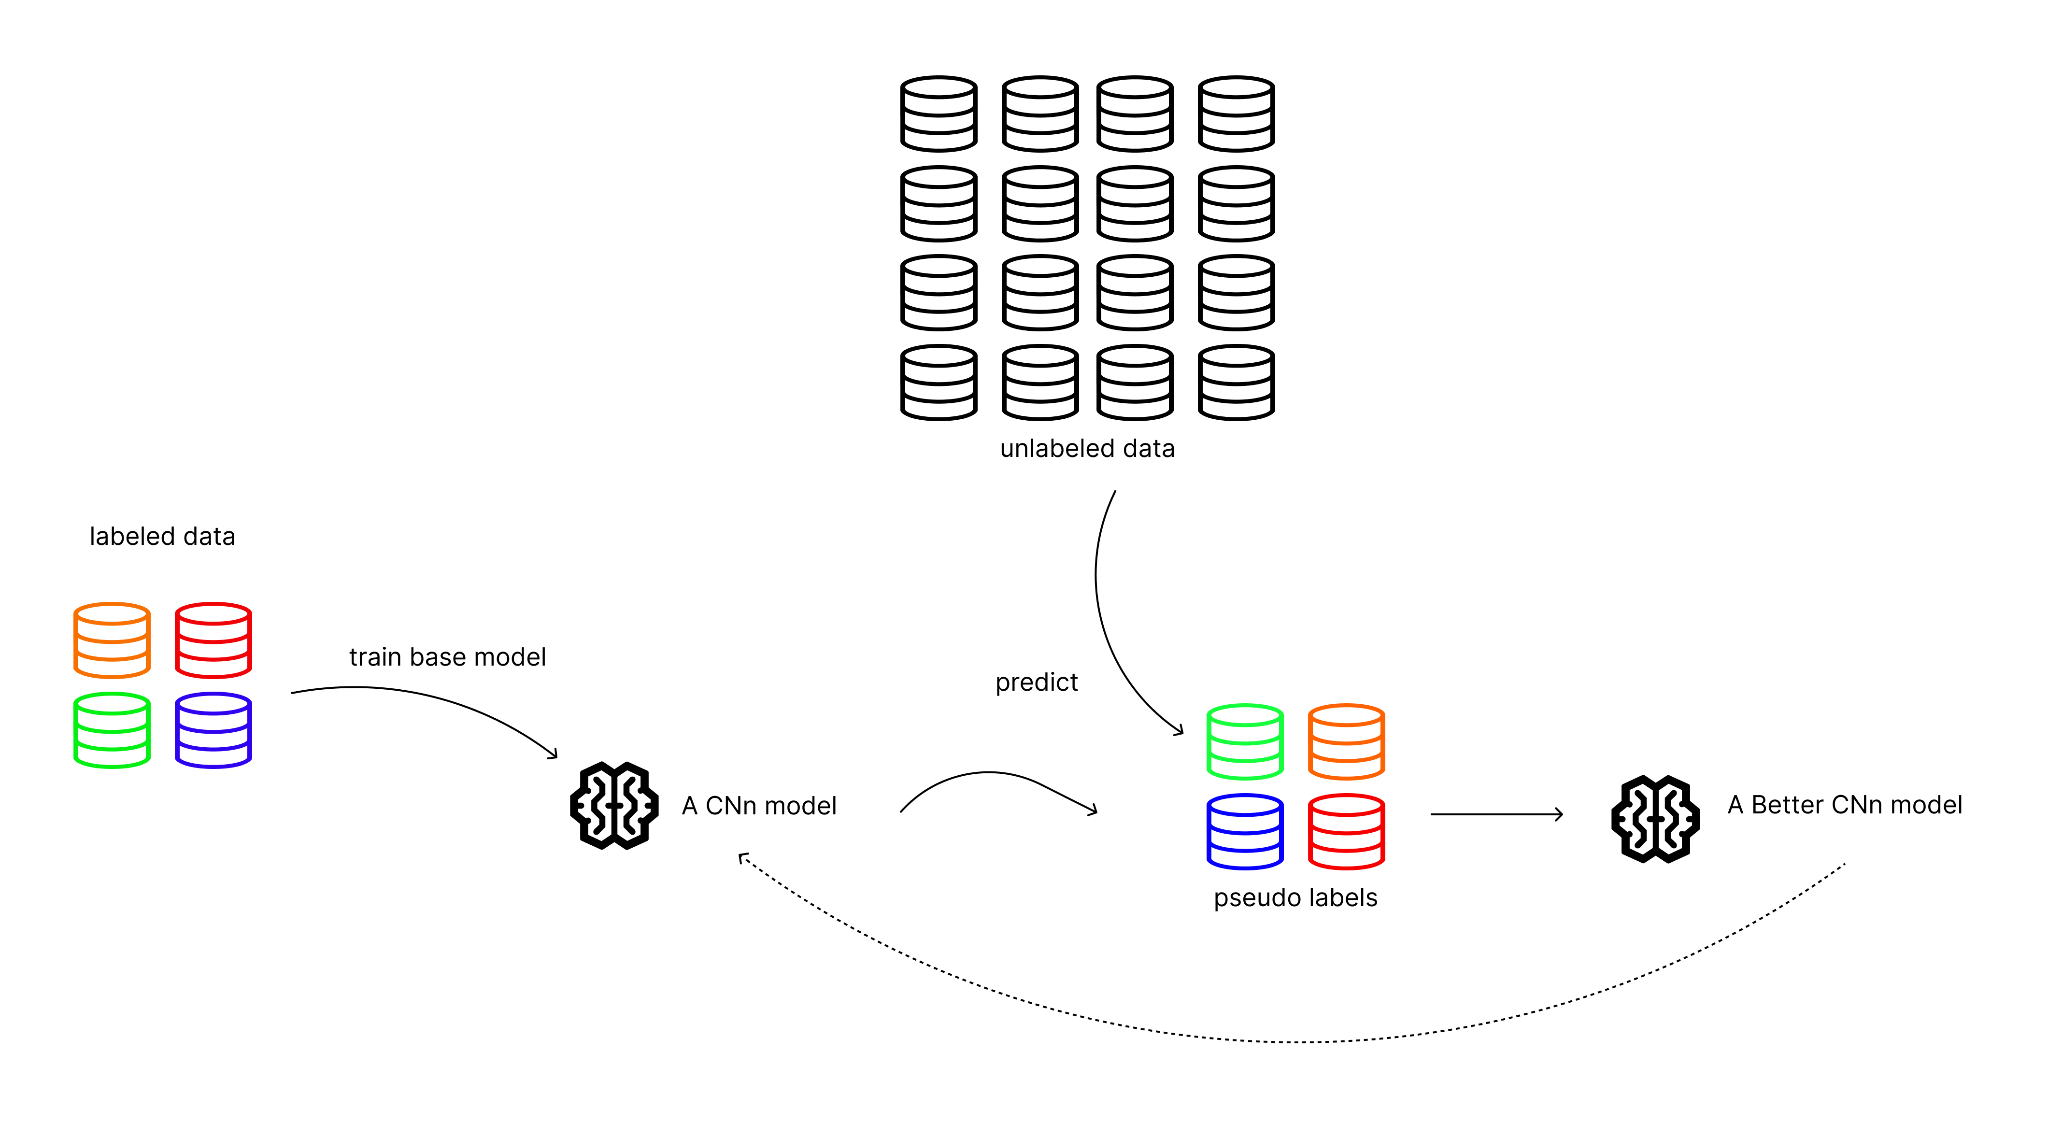 unlabeled data
labeled data
train base model
predict
A CNn model
A Better CNn model
pseudo labels